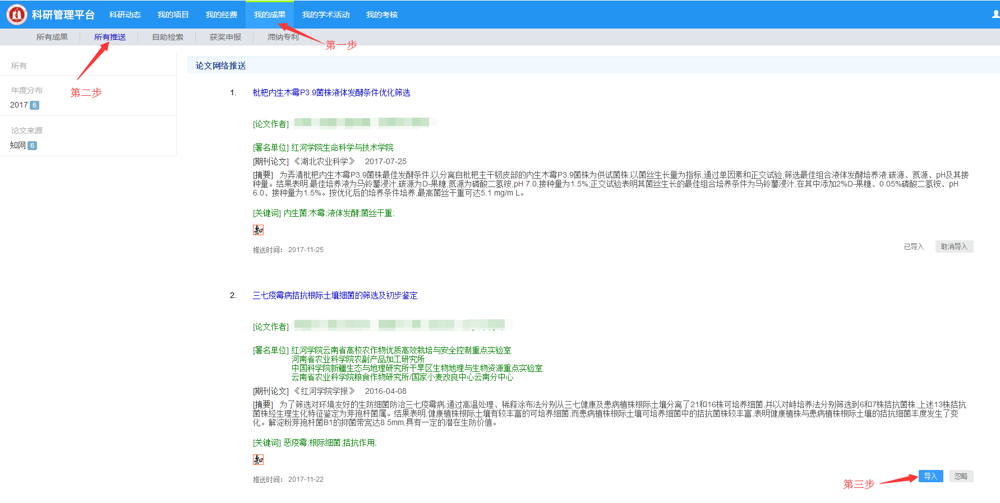 科研管理平台 科研动态 我的项目 我的经费 我的成果 我的学术活动 我的考核
所有成果 所有推送 自助检索 获奖申报 滞纳专利
第一步
第二步
所有
年度分布
2017 6
论文来源
知网 6
论文网络推送
1. 枇杷内生木霉P3.9菌株液体发酵条件优化筛选
[论文作者]
[署名单位] 红河学院生命科学与技术学院
[期刊论文] 《湖北农业科学》 2017-07-25
[摘要] 为弄清枇杷内生木霉P3.9菌株最佳发酵条件,以分离自枇杷主干韧皮部的内生木霉P3.9菌株为供试菌株,以菌丝生长量为指标,通过单因素和正交试验,筛选最佳组合液体发酵培养液,碳源、氮源、pH及其接
种量。结果表明,最佳培养液为马铃薯浸汁,碳源为D-果糖,氮源为磷酸二氢铵,pH 7.0,接种量为1.5%;正交试验表明其菌丝生长的最佳组合培养条件为马铃薯浸汁,在其中添加2%D-果糖、0.05%磷酸二氢铵、pH
6.0、接种量为1.5%。按优化后的培养条件培养,最高菌丝干重可达5.1 mg/m L。
[关键词] 内生菌;木霉;液体发酵;菌丝干重;
知
推送时间： 2017-11-25
已导入 取消导入
2. 三七疫霉病拮抗根际土壤细菌的筛选及初步鉴定
[论文作者]
[署名单位] 红河学院云南省高校农作物优质高效栽培与安全控制重点实验室
河南省农业科学院农副产品加工研究所
中国科学院新疆生态与地理研究所干旱区生物地理与生物资源重点实验室
云南省农业科学院粮食作物研究所/国家小麦改良中心云南分中心
[期刊论文] 《红河学院学报》 2016-04-08
[摘要] 为了筛选对环境友好的生防细菌防治三七疫霉病,通过高温处理、稀释涂布法分别从三七健康及患病植株根际土壤分离了21和16株可培养细菌,并以对峙培养法分别筛选到6和7株拮抗菌株,上述13株拮抗
菌株经生理生化特征鉴定为芽孢杆菌属。结果表明,健康植株根际土壤有较丰富的可培养细菌,而患病植株根际土壤可培养细菌中的拮抗菌株较丰富,表明健康植株与患病植株根际土壤的拮抗细菌丰度发生了变
化。解淀粉芽孢杆菌B1的抑菌带宽达8.5mm,具有一定的潜在生防价值。
[关键词] 恶疫霉;根际细菌;拮抗作用;
知
推送时间： 2017-11-22
第三步 导入 忽略